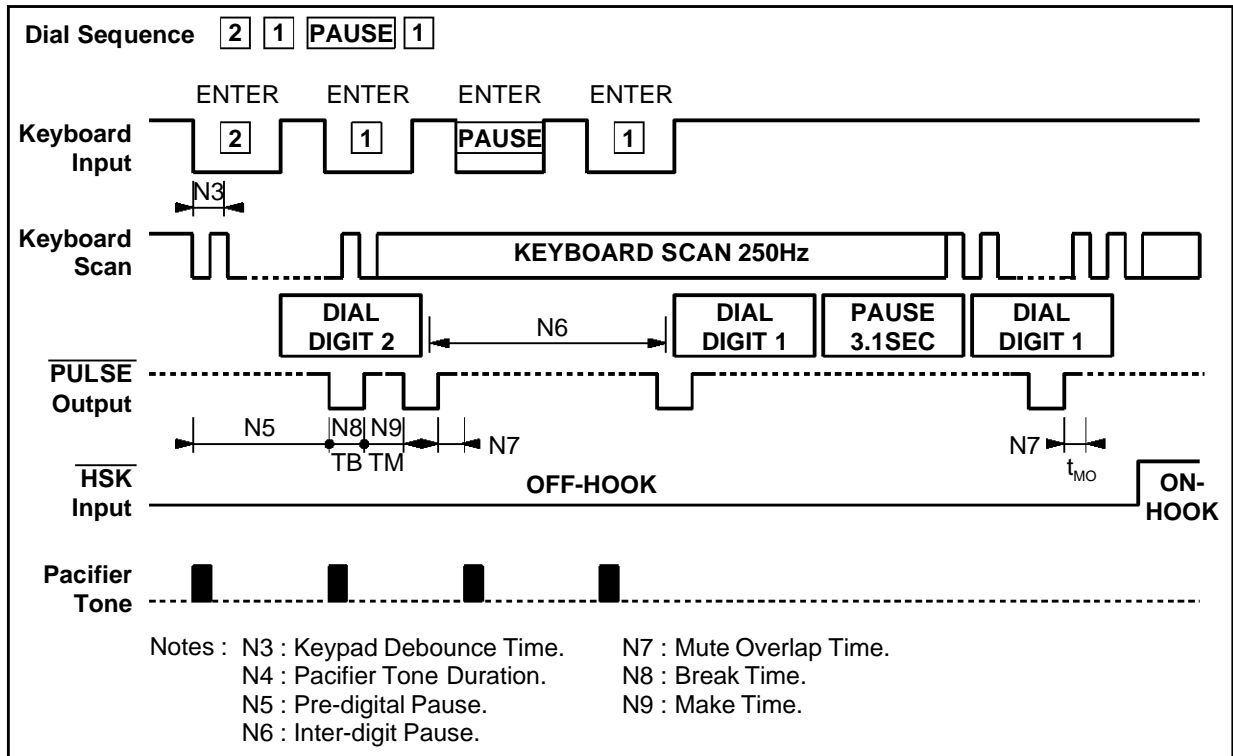 Dial Sequence 2 1 PAUSE 1
ENTER ENTER ENTER ENTER
Keyboard Input
2 1 PAUSE 1
N3
Keyboard Scan
KEYBOARD SCAN 250Hz
DIAL DIGIT 2
N6
DIAL DIGIT 1
PAUSE 3.1SEC
DIAL DIGIT 1
PULSE Output
N5 N8 N9 N7 N7
TB TM tMO
HSK Input
OFF-HOOK
ON-HOOK
Pacifier Tone
Notes : N3 : Keypad Debounce Time.
N4 : Pacifier Tone Duration.
N5 : Pre-digital Pause.
N6 : Inter-digit Pause.
N7 : Mute Overlap Time.
N8 : Break Time.
N9 : Make Time.